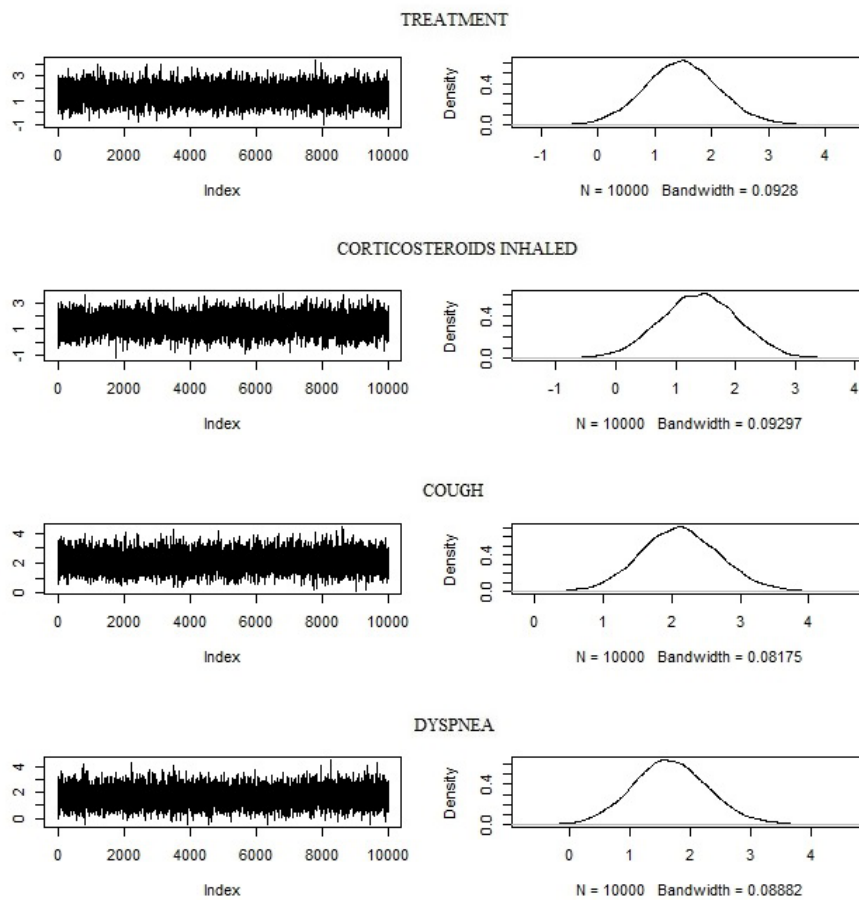 TREATMENT
-1 1 3
0 2000 4000 6000 8000 10000
Index
Density
0.0 0.4
-1 0 1 2 3 4
N = 10000 Bandwidth = 0.0928
CORTICOSTEROIDS INHALED
-1 1 3
0 2000 4000 6000 8000 10000
Index
Density
0.0 0.4
-1 0 1 2 3 4
N = 10000 Bandwidth = 0.09297
COUGH
0 2 4
0 2000 4000 6000 8000 10000
Index
Density
0.0 0.4
0 1 2 3 4
N = 10000 Bandwidth = 0.08175
DYSPNEA
0 2 4
0 2000 4000 6000 8000 10000
Index
Density
0.0 0.4
0 1 2 3 4
N = 10000 Bandwidth = 0.08882